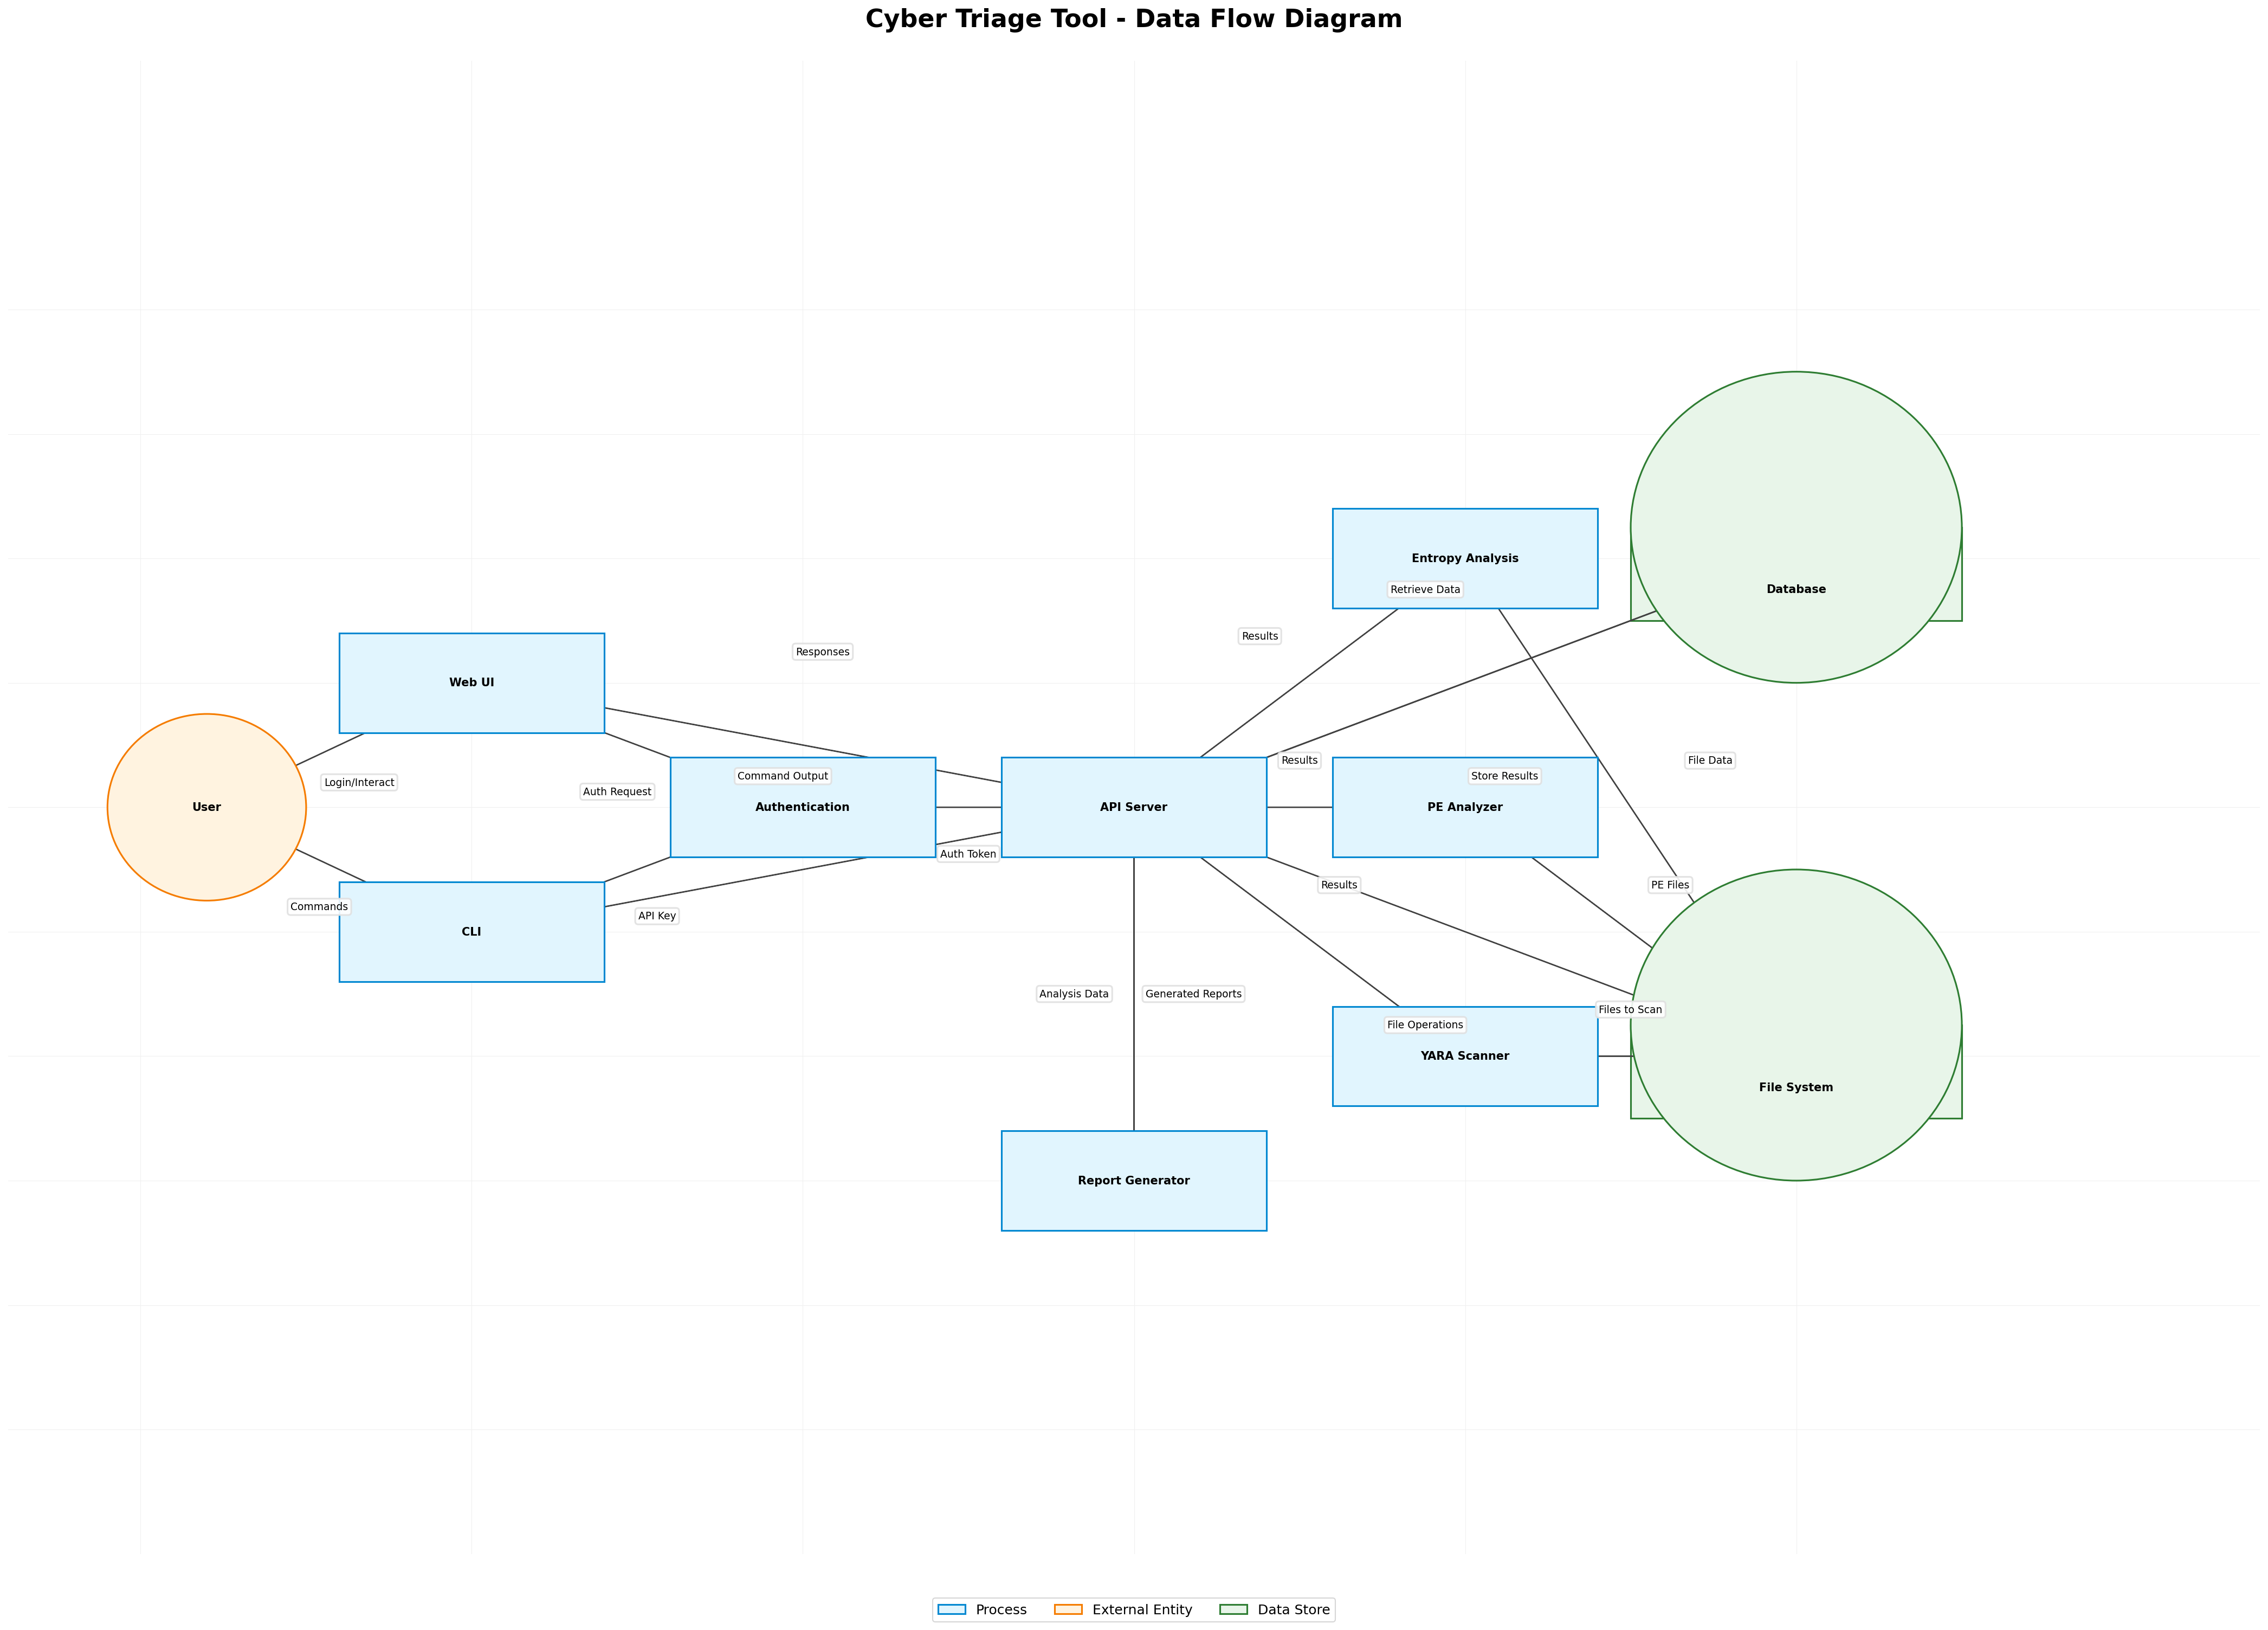 Cyber Triage Tool - Data Flow Diagram
Entropy Analysis
Retrieve Data
Database
Results
Responses
Web UI
Login/Interact
Auth Request
Command Output
Results
Store Results
File Data
User
Authentication
API Server
PE Analyzer
Auth Token
Commands
API Key
Results
PE Files
CLI
Analysis Data
Generated Reports
Files to Scan
File Operations
YARA Scanner
File System
Report Generator
Process
External Entity
Data Store